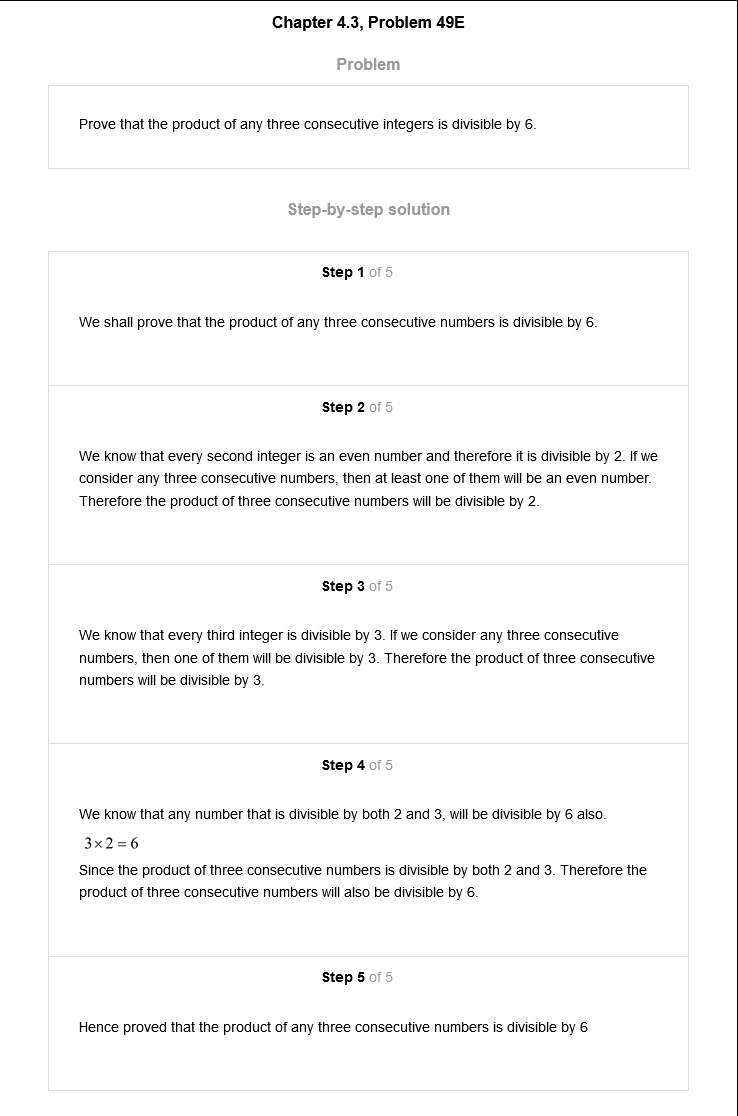 Chapter 4.3, Problem 49E
Problem
Prove that the product of any three consecutive integers is divisible by 6.
Step-by-step solution
Step 1 of 5
We shall prove that the product of any three consecutive numbers is divisible by 6.
Step 2 of 5
We know that every second integer is an even number and therefore it is divisible by 2. If we
consider any three consecutive numbers, then at least one of them will be an even number.
Therefore the product of three consecutive numbers will be divisible by 2.
Step 3 of 5
We know that every third integer is divisible by 3. If we consider any three consecutive
numbers, then one of them will be divisible by 3. Therefore the product of three consecutive
numbers will be divisible by 3.
Step 4 of 5
We know that any number that is divisible by both 2 and 3, will be divisible by 6 also.
3×2=6
Since the product of three consecutive numbers is divisible by both 2 and 3. Therefore the
product of three consecutive numbers will also be divisible by 6.
Step 5 of 5
Hence proved that the product of any three consecutive numbers is divisible by 6